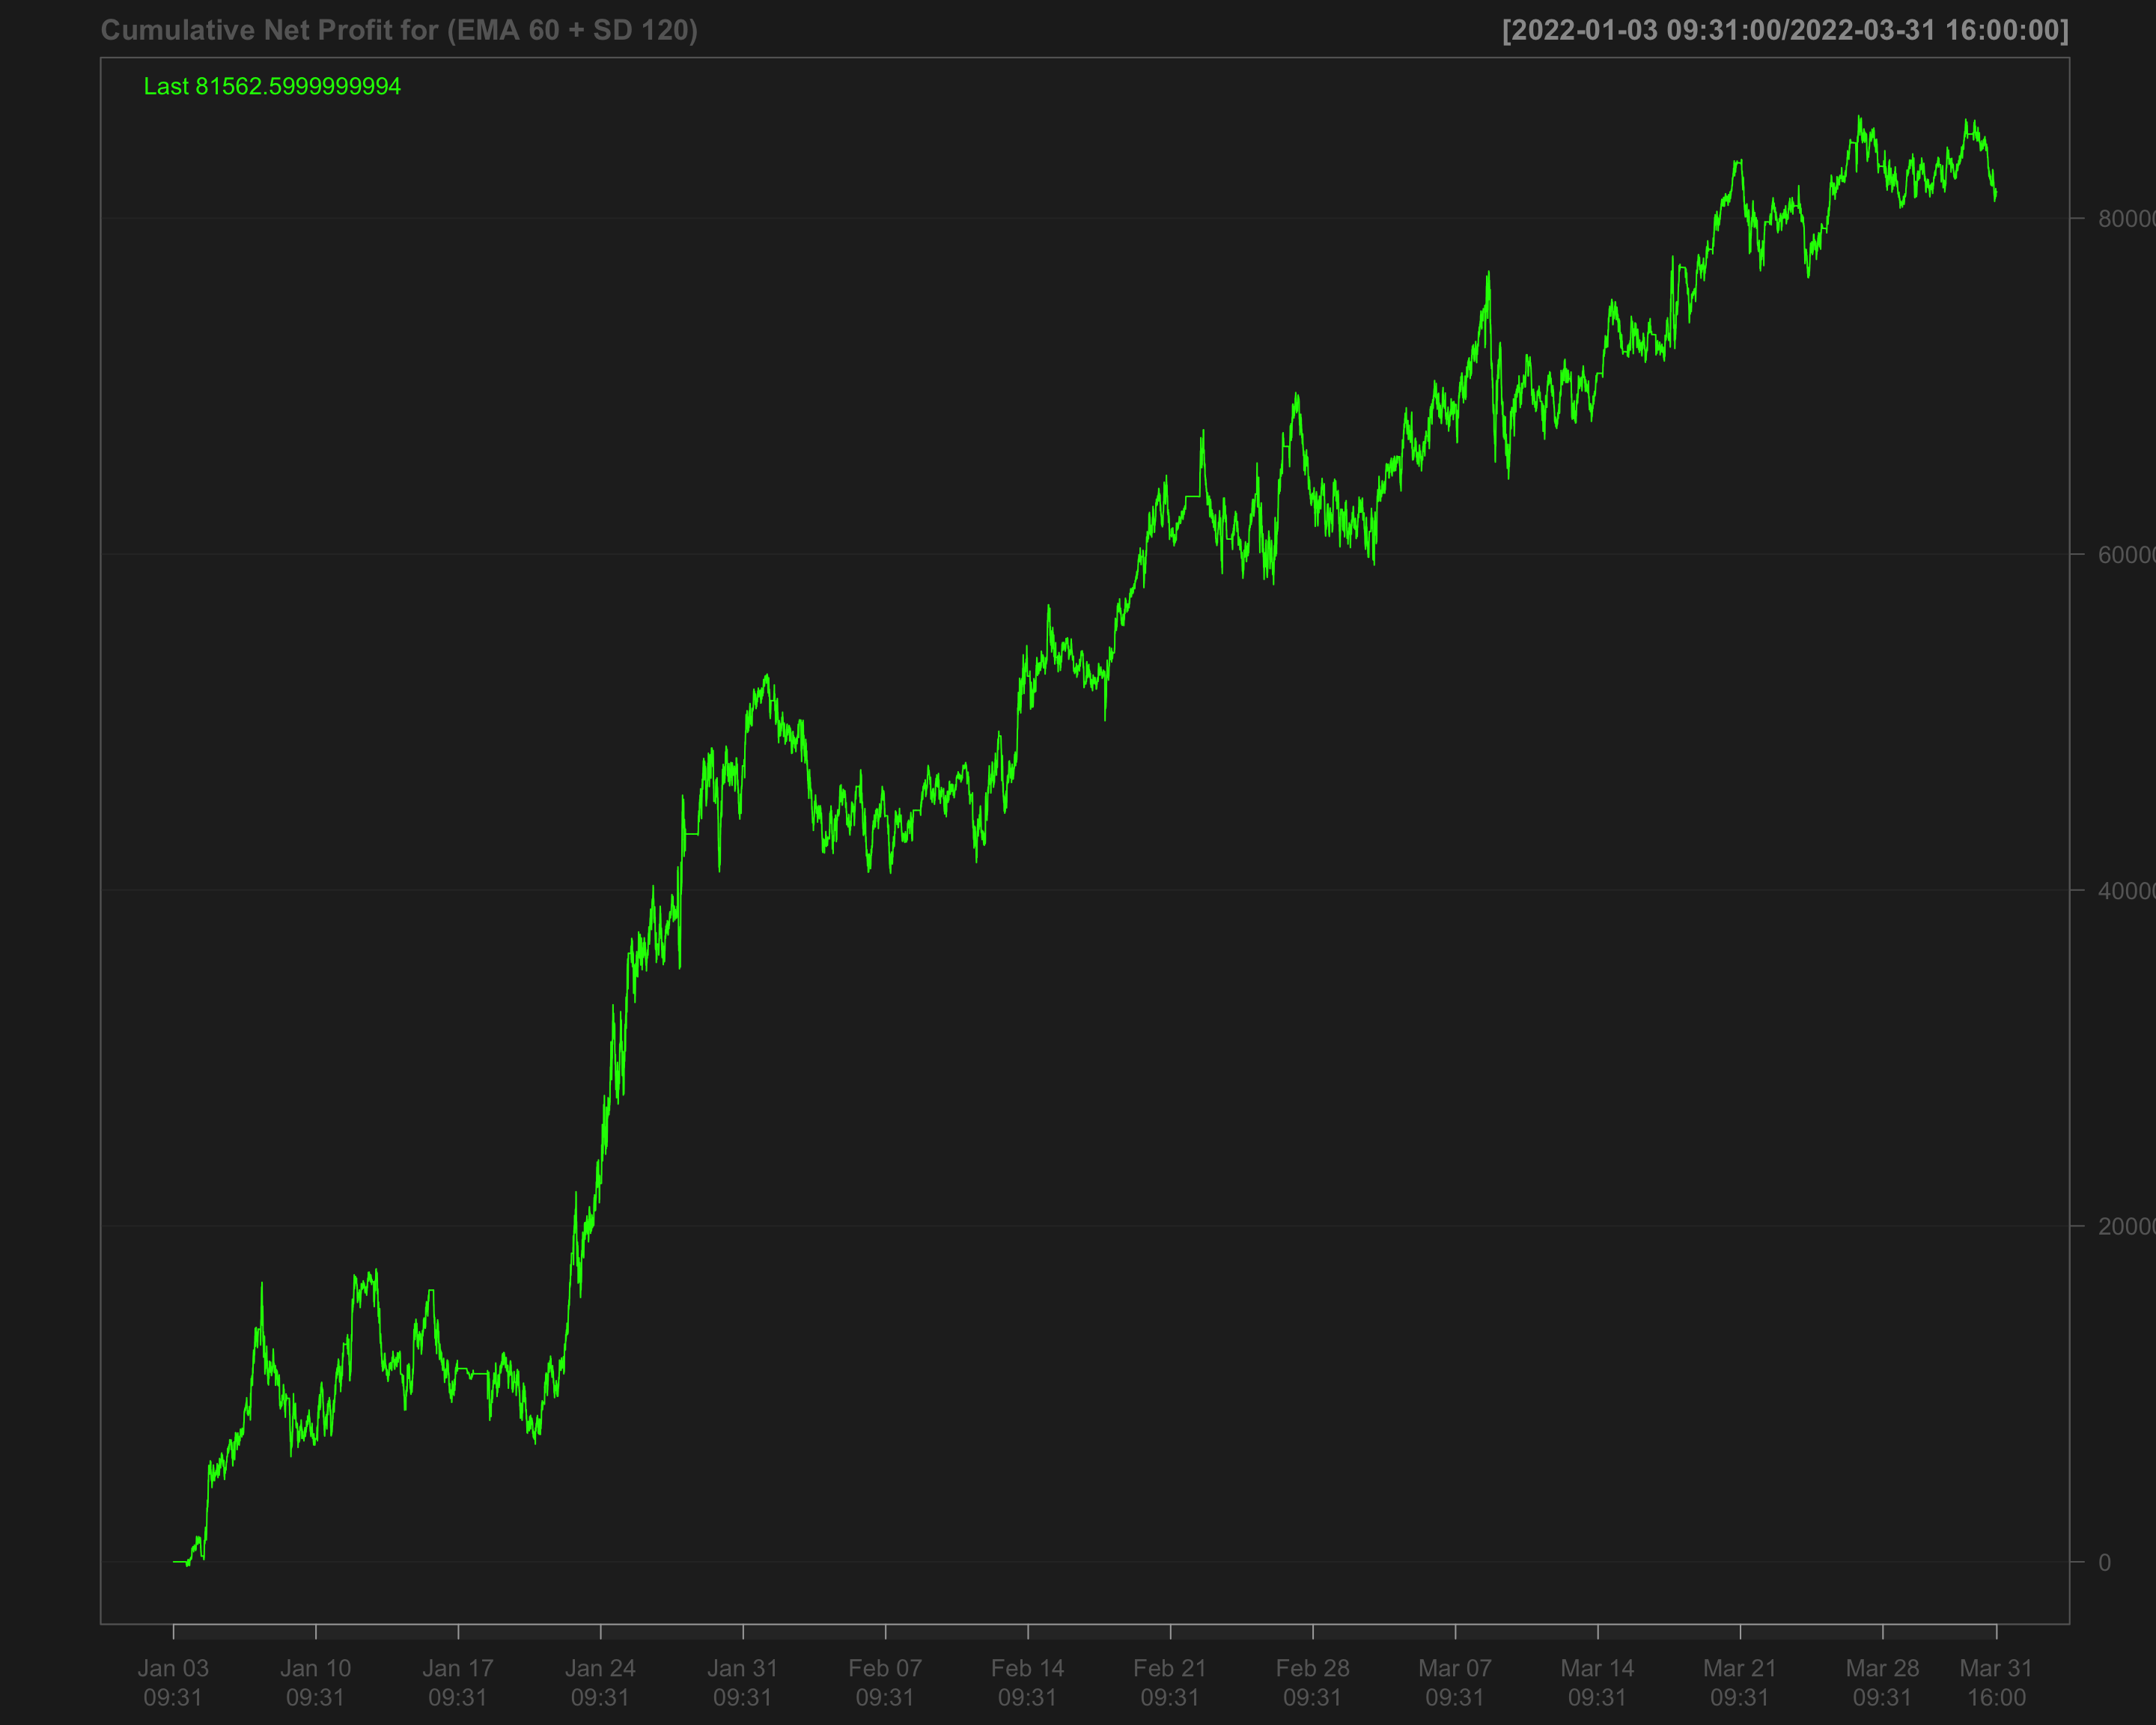 Cumulative Net Profit for (EMA 60 + SD 120)
[2022-01-03 09:31:00/2022-03-31 16:00:00]
Last 81562.5999999994
80000
60000
40000
20000
0
Jan 03 Jan 10 Jan 17 Jan 24 Jan 31 Feb 07 Feb 14 Feb 21 Feb 28 Mar 07 Mar 14 Mar 21 Mar 28 Mar 31
09:31 09:31 09:31 09:31 09:31 09:31 09:31 09:31 09:31 09:31 09:31 09:31 09:31 16:00